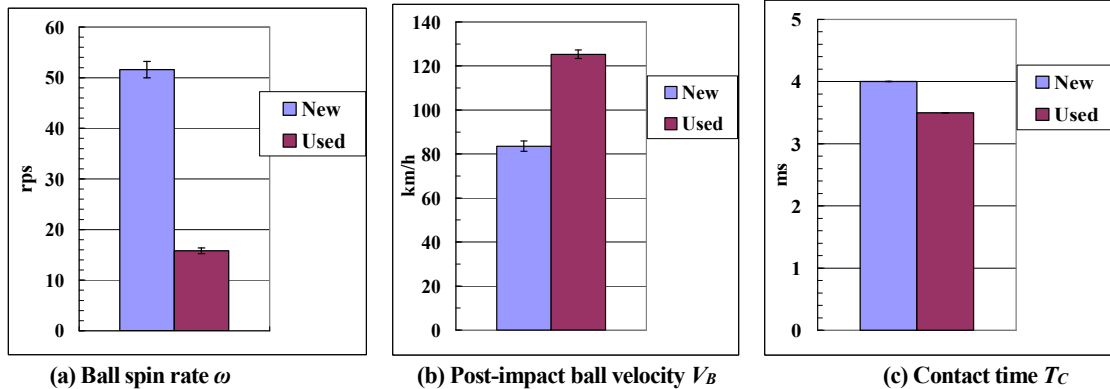 60
50
40
30
20
10
0
rps
New
Used
(a) Ball spin rate ω
140
120
100
80
60
40
20
0
km/h
New
Used
(b) Post-impact ball velocity V_B
5
4
3
2
1
0
ms
New
Used
(c) Contact time T_C